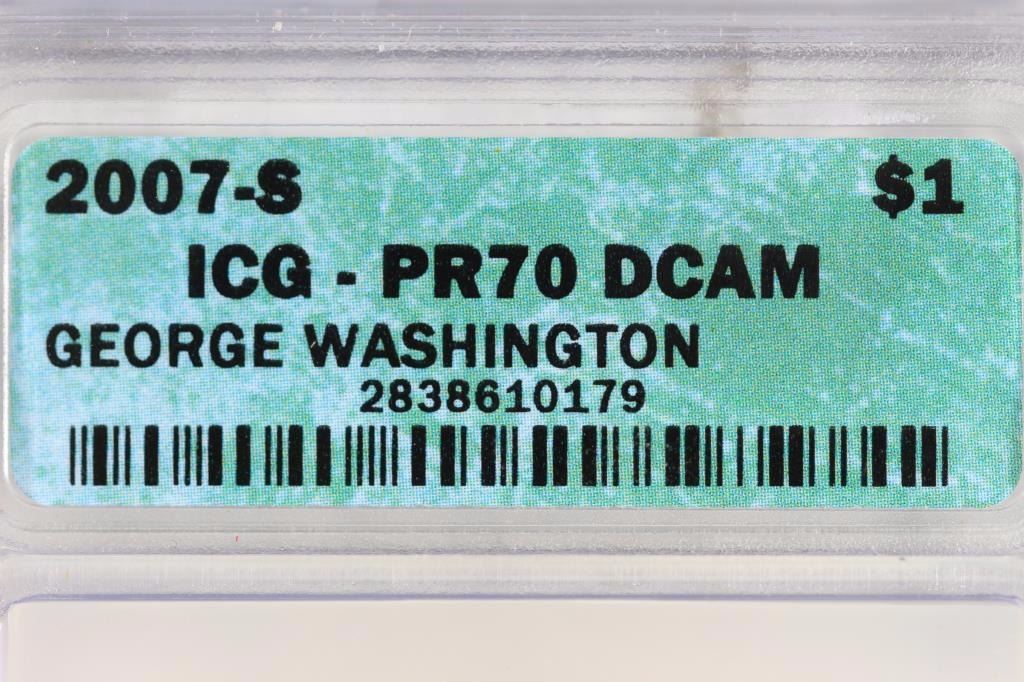 2007-S $1
ICG - PR70 DCAM
GEORGE WASHINGTON
2838610179